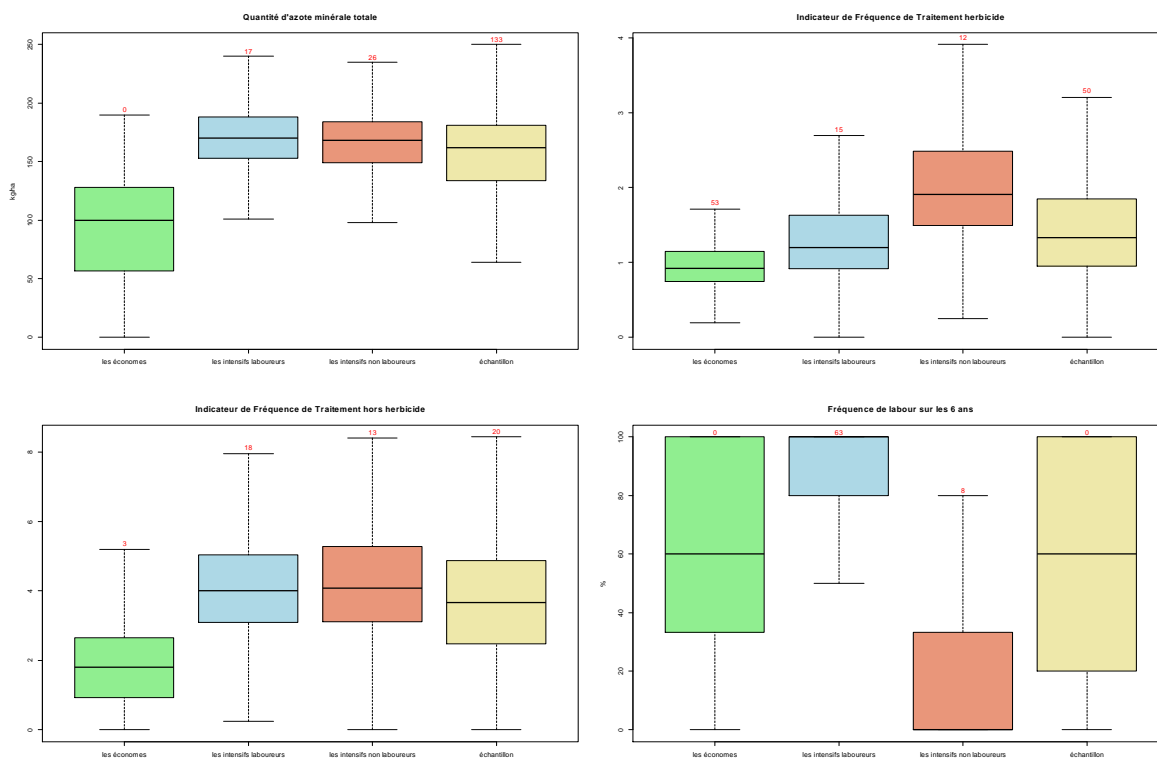 Quantité d'azote minérale totale
kg/ha
250
200
150
100
50
0
0
17
26
133
les économes
les intensifs laboureurs
les intensifs non laboureurs
échantillon
Indicateur de Fréquence de Traitement herbicide
4
3
2
1
0
53
15
12
50
les économes
les intensifs laboureurs
les intensifs non laboureurs
échantillon
Indicateur de Fréquence de Traitement hors herbicide
8
6
4
2
0
3
18
13
20
les économes
les intensifs laboureurs
les intensifs non laboureurs
échantillon
Fréquence de labour sur les 6 ans
%
100
80
60
40
20
0
0
63
8
0
les économes
les intensifs laboureurs
les intensifs non laboureurs
échantillon